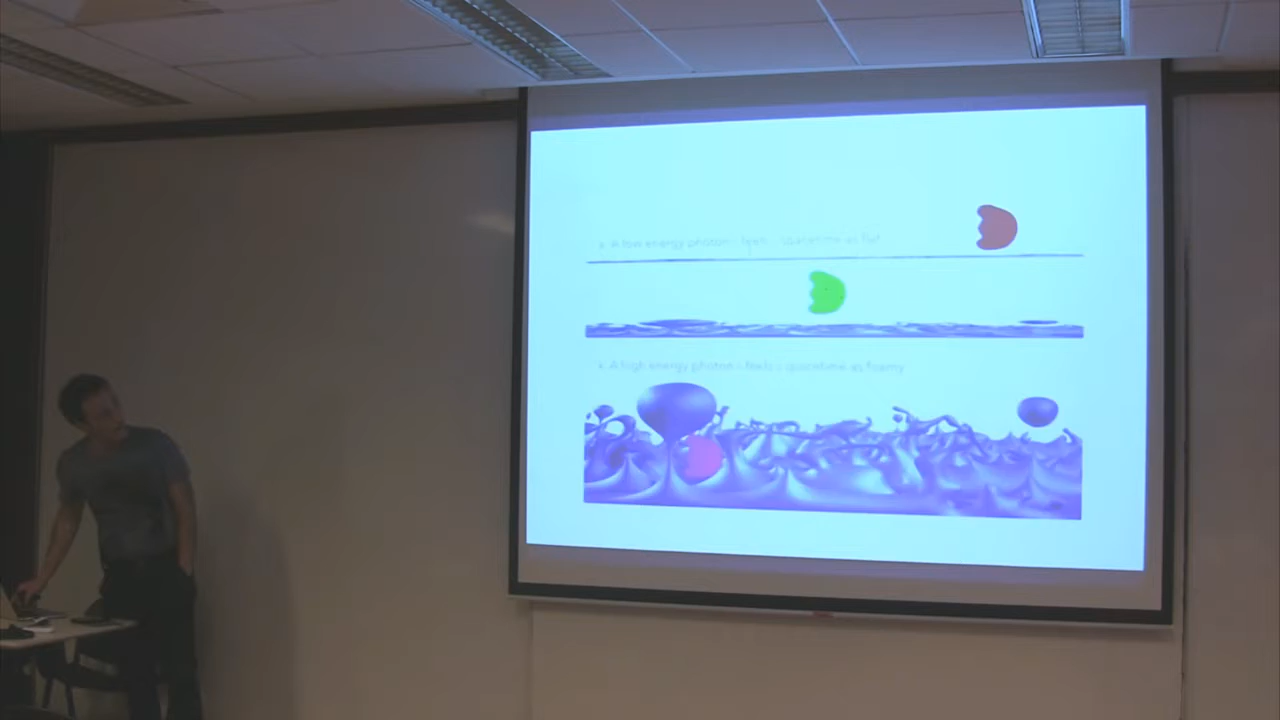 A low energy photon « feels » spacetime as flat
A high energy photon « feels » spacetime as foamy